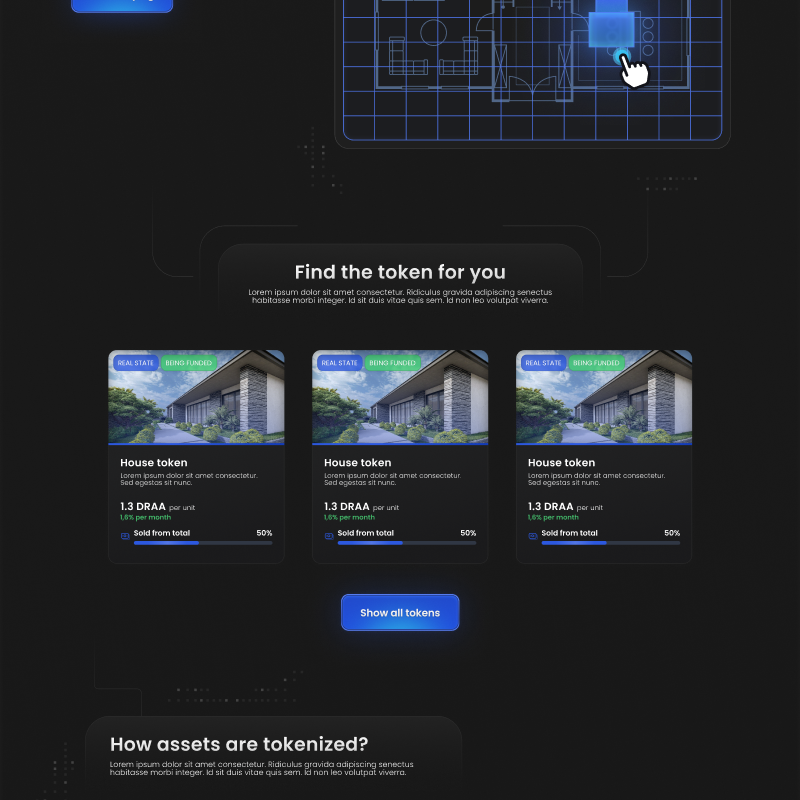 Find the token for you
Lorem ipsum dolor sit amet consectetur. Ridiculus gravida adipiscing senectus
habitasse morbi integer. Id sit duis vitae quis sem. Id non leo volutpat viverra.
REAL STATE
BEING FUNDED
REAL STATE
BEING FUNDED
REAL STATE
BEING FUNDED
House token
Lorem ipsum dolor sit amet consectetur.
Sed egestas sit nunc.
1.3 DRAA per unit
1,6% per month
Sold from total 50%
House token
Lorem ipsum dolor sit amet consectetur.
Sed egestas sit nunc.
1.3 DRAA per unit
1,6% per month
Sold from total 50%
House token
Lorem ipsum dolor sit amet consectetur.
Sed egestas sit nunc.
1.3 DRAA per unit
1,6% per month
Sold from total 50%
Show all tokens
How assets are tokenized?
Lorem ipsum dolor sit amet consectetur. Ridiculus gravida adipiscing senectus
habitasse morbi integer. Id sit duis vitae quis sem. Id non leo volutpat viverra.